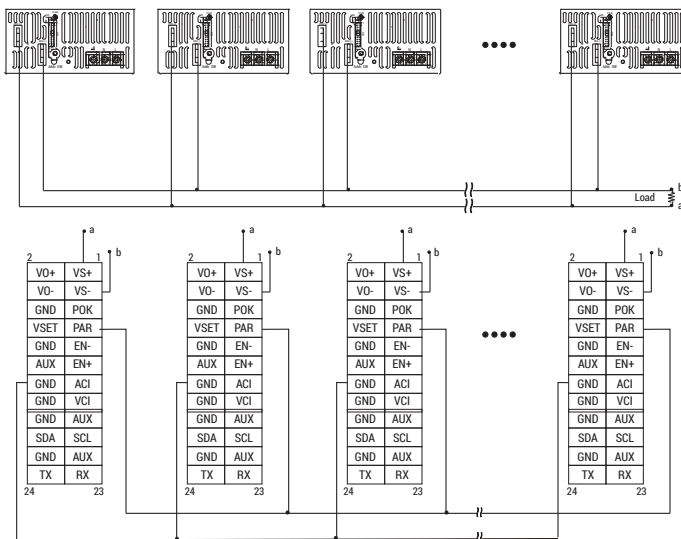 Load
b
a
a
b
2 1
VO+ VS+
VO- VS-
GND POK
VSET PAR
GND EN-
AUX EN+
GND ACI
GND VCI
GND AUX
SDA SCL
GND AUX
TX RX
24 23
a
b
2 1
VO+ VS+
VO- VS-
GND POK
VSET PAR
GND EN-
AUX EN+
GND ACI
GND VCI
GND AUX
SDA SCL
GND AUX
TX RX
24 23
a
b
2 1
VO+ VS+
VO- VS-
GND POK
VSET PAR
GND EN-
AUX EN+
GND ACI
GND VCI
GND AUX
SDA SCL
GND AUX
TX RX
24 23
a
b
2 1
VO+ VS+
VO- VS-
GND POK
VSET PAR
GND EN-
AUX EN+
GND ACI
GND VCI
GND AUX
SDA SCL
GND AUX
TX RX
24 23